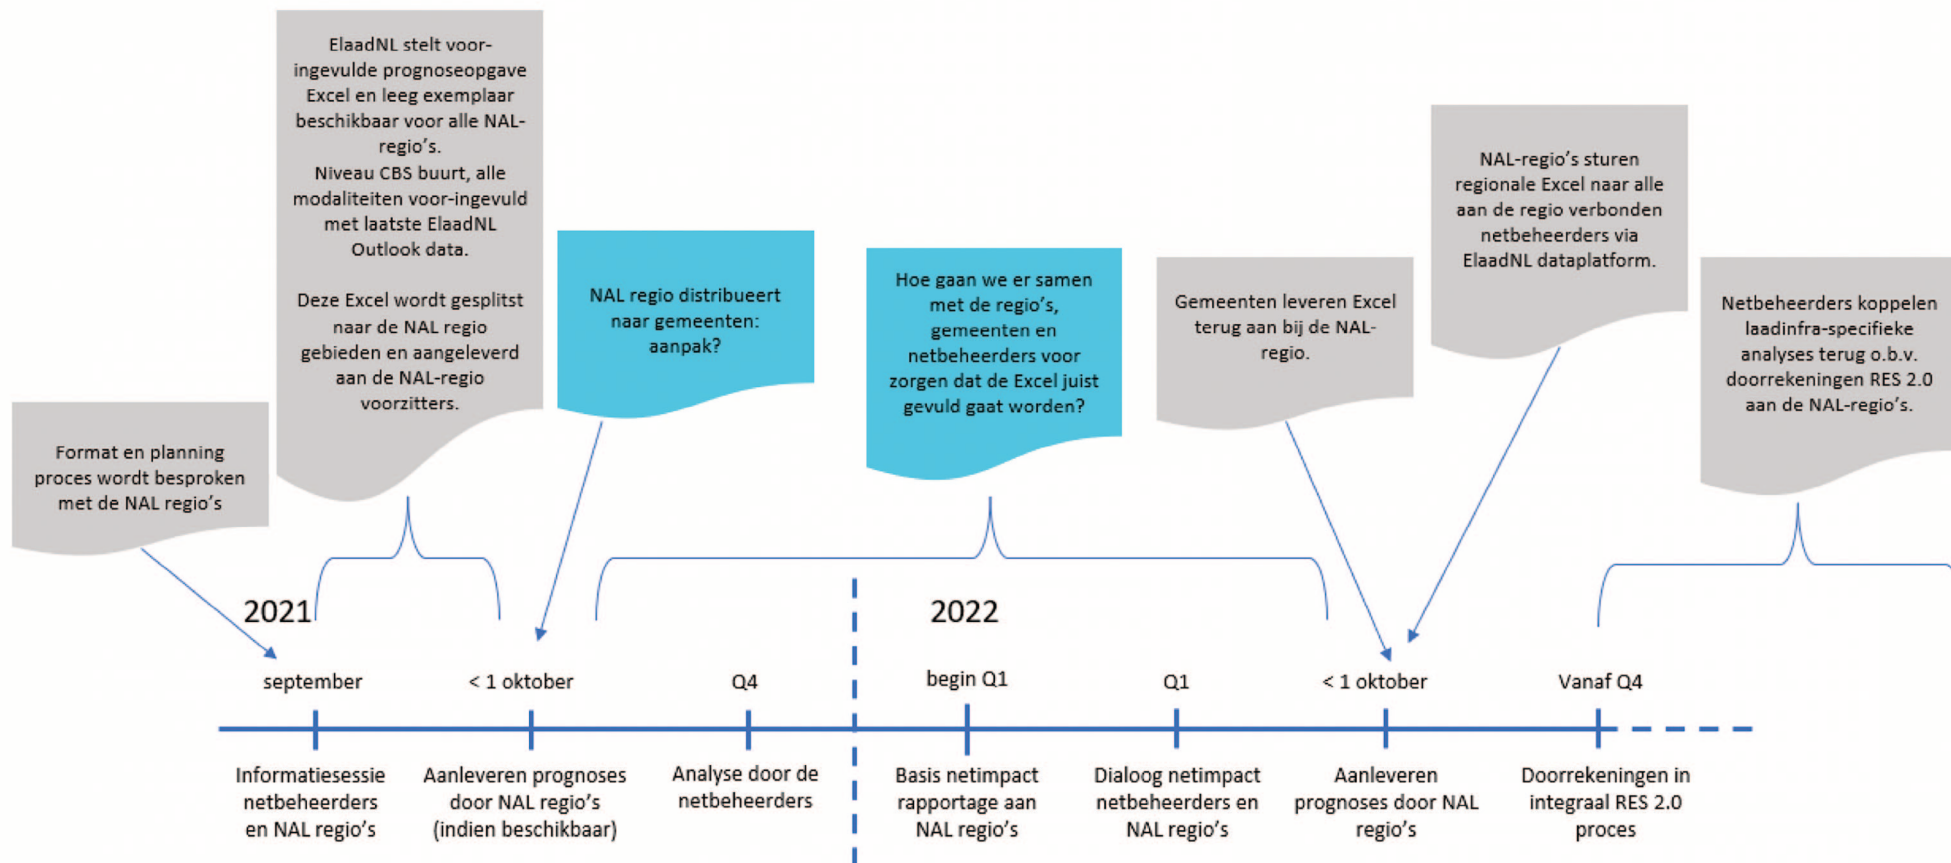 ElaadNL stelt voor-
ingevulde prognoseopgave
Excel en leeg exemplaar
beschikbaar voor alle NAL-
regio's.
Niveau CBS buurt, alle
modaliteiten voor-ingevuld
met laatste ElaadNL
Outlook data.
Deze Excel wordt gesplitst
naar de NAL regio
gebieden en aangeleverd
aan de NAL-regio
voorzitters.
Format en planning
proces wordt besproken
met de NAL regio's
NAL regio distribueert
naar gemeenten:
aanpak?
Hoe gaan we er samen
met de regio's,
gemeenten en
netbeheerders voor
zorgen dat de Excel juist
gevuld gaat worden?
Gemeenten leveren Excel
terug aan bij de NAL-
regio.
NAL-regio's sturen
regionale Excel naar alle
aan de regio verbonden
netbeheerders via
ElaadNL dataplatform.
Netbeheerders koppelen
laadinfra-specifieke
analyses terug o.b.v.
doorrekeningen RES 2.0
aan de NAL-regio's.
2021
2022
september
< 1 oktober
Q4
begin Q1
Q1
< 1 oktober
Vanaf Q4
Informatiesessie
netbeheerders
en NAL regio's
Aanleveren prognoses
door NAL regio's
(indien beschikbaar)
Analyse door de
netbeheerders
Basis netimpact
rapportage aan
NAL regio's
Dialoog netimpact
netbeheerders en
NAL regio's
Aanleveren
prognoses door NAL
regio's
Doorrekeningen in
integraal RES 2.0
proces